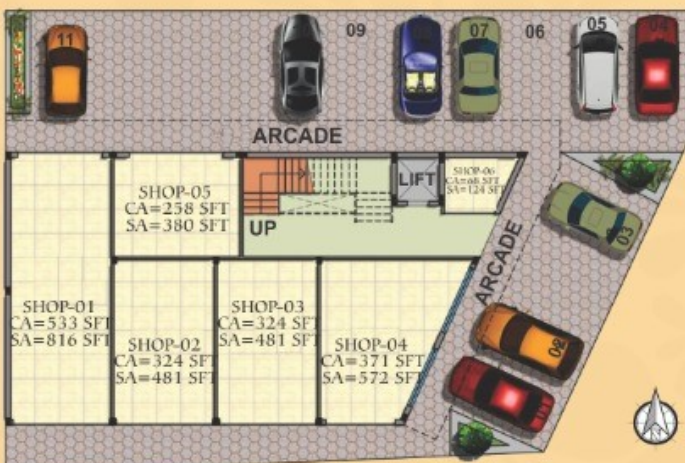 11
09
07
06
05
04
ARCADE
SHOP-05
CA=258 SFT
SA=380 SFT
LIFT
SHOP-06
CA=68 SFT
SA=124 SFT
UP
03
ARCADE
SHOP-01
CA=533 SFT
SA=816 SFT
SHOP-02
CA=324 SFT
SA=481 SFT
SHOP-03
CA=324 SFT
SA=481 SFT
SHOP-04
CA=371 SFT
SA=572 SFT
02
01